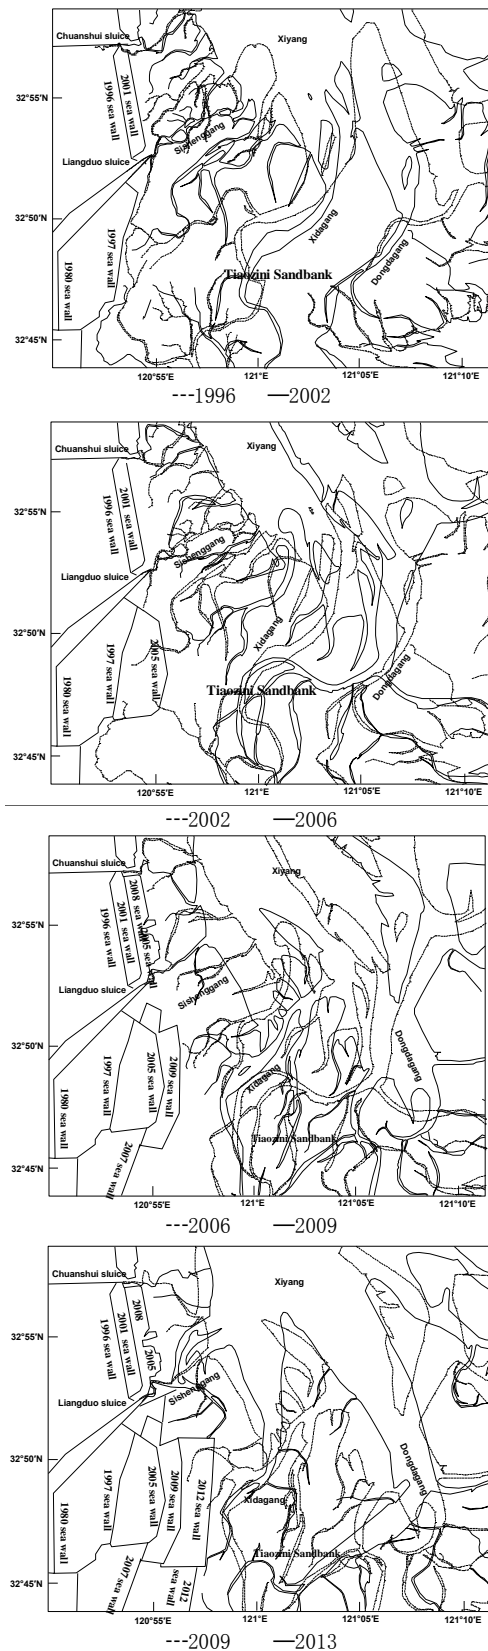 Chuanshui sluice
Xiyang
32°55'N
2001 sea wall
1996 sea wall
Sishenggang
Liangduo sluice
32°50'N
1997 sea wall
Xidagang
1980 sea wall
Tiaozini Sandbank
Dongdagang
32°45'N
120°55'E 121°E 121°05'E 121°10'E
---1996 —2002
Chuanshui sluice
Xiyang
32°55'N
2001 sea wall
1996 sea wall
Sishenggang
Liangduo sluice
32°50'N
Xidagang
1997 sea wall
2005 sea wall
1980 sea wall
Tiaozini Sandbank
Dongdagang
32°45'N
120°55'E 121°E 121°05'E 121°10'E
---2002 —2006
Chuanshui sluice
Xiyang
2008 sea wall
32°55'N
2001 sea wall
1996 sea wall
2005 sea wall
Liangduo sluice
Sishenggang
32°50'N
Dongdagang
1997 sea wall
2005 sea wall
2009 sea wall
Xidagang
1980 sea wall
Tiaozini Sandbank
2007 sea wall
32°45'N
120°55'E 121°E 121°05'E 121°10'E
---2006 —2009
Chuanshui sluice
Xiyang
2008
32°55'N
2001 sea wall
1996 sea wall
2005
Sishenggang
Liangduo sluice
32°50'N
Dongdagang
1997 sea wall
2005 sea wall
2009 sea wall
2012 sea wall
Xidagang
1980 sea wall
Tiaozini Sandbank
2007 sea wall
2012
sea wall
32°45'N
120°55'E 121°E 121°05'E 121°10'E
---2009 —2013